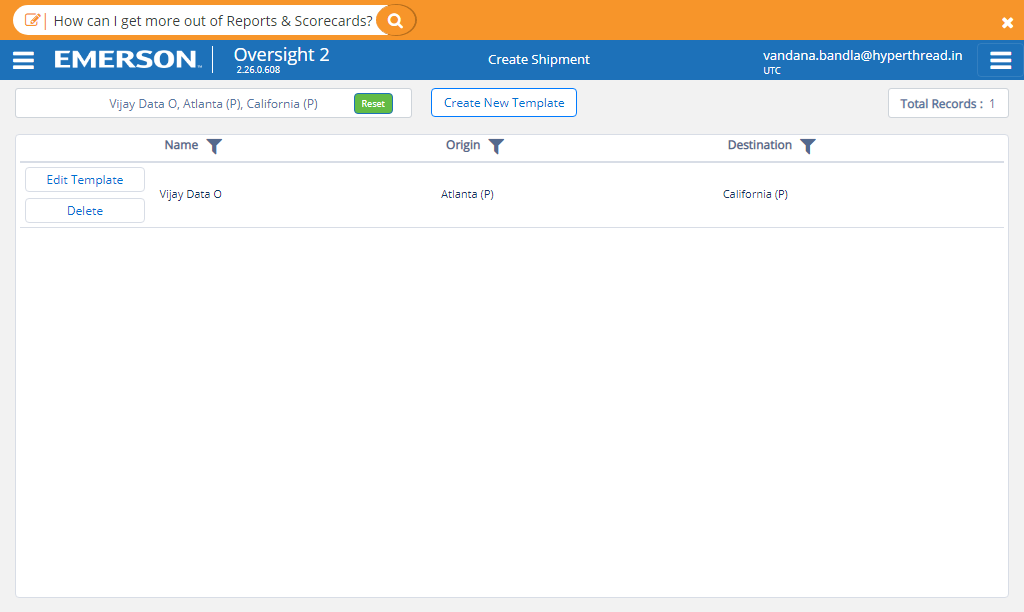 How can I get more out of Reports & Scorecards?
EMERSON
Oversight 2
2.26.0.608
Create Shipment
vandana.bandla@hyperthread.in
UTC
Vijay Data O, Atlanta (P), California (P)
Reset
Create New Template
Total Records : 1
Name
Origin
Destination
Edit Template
Delete
Vijay Data O
Atlanta (P)
California (P)